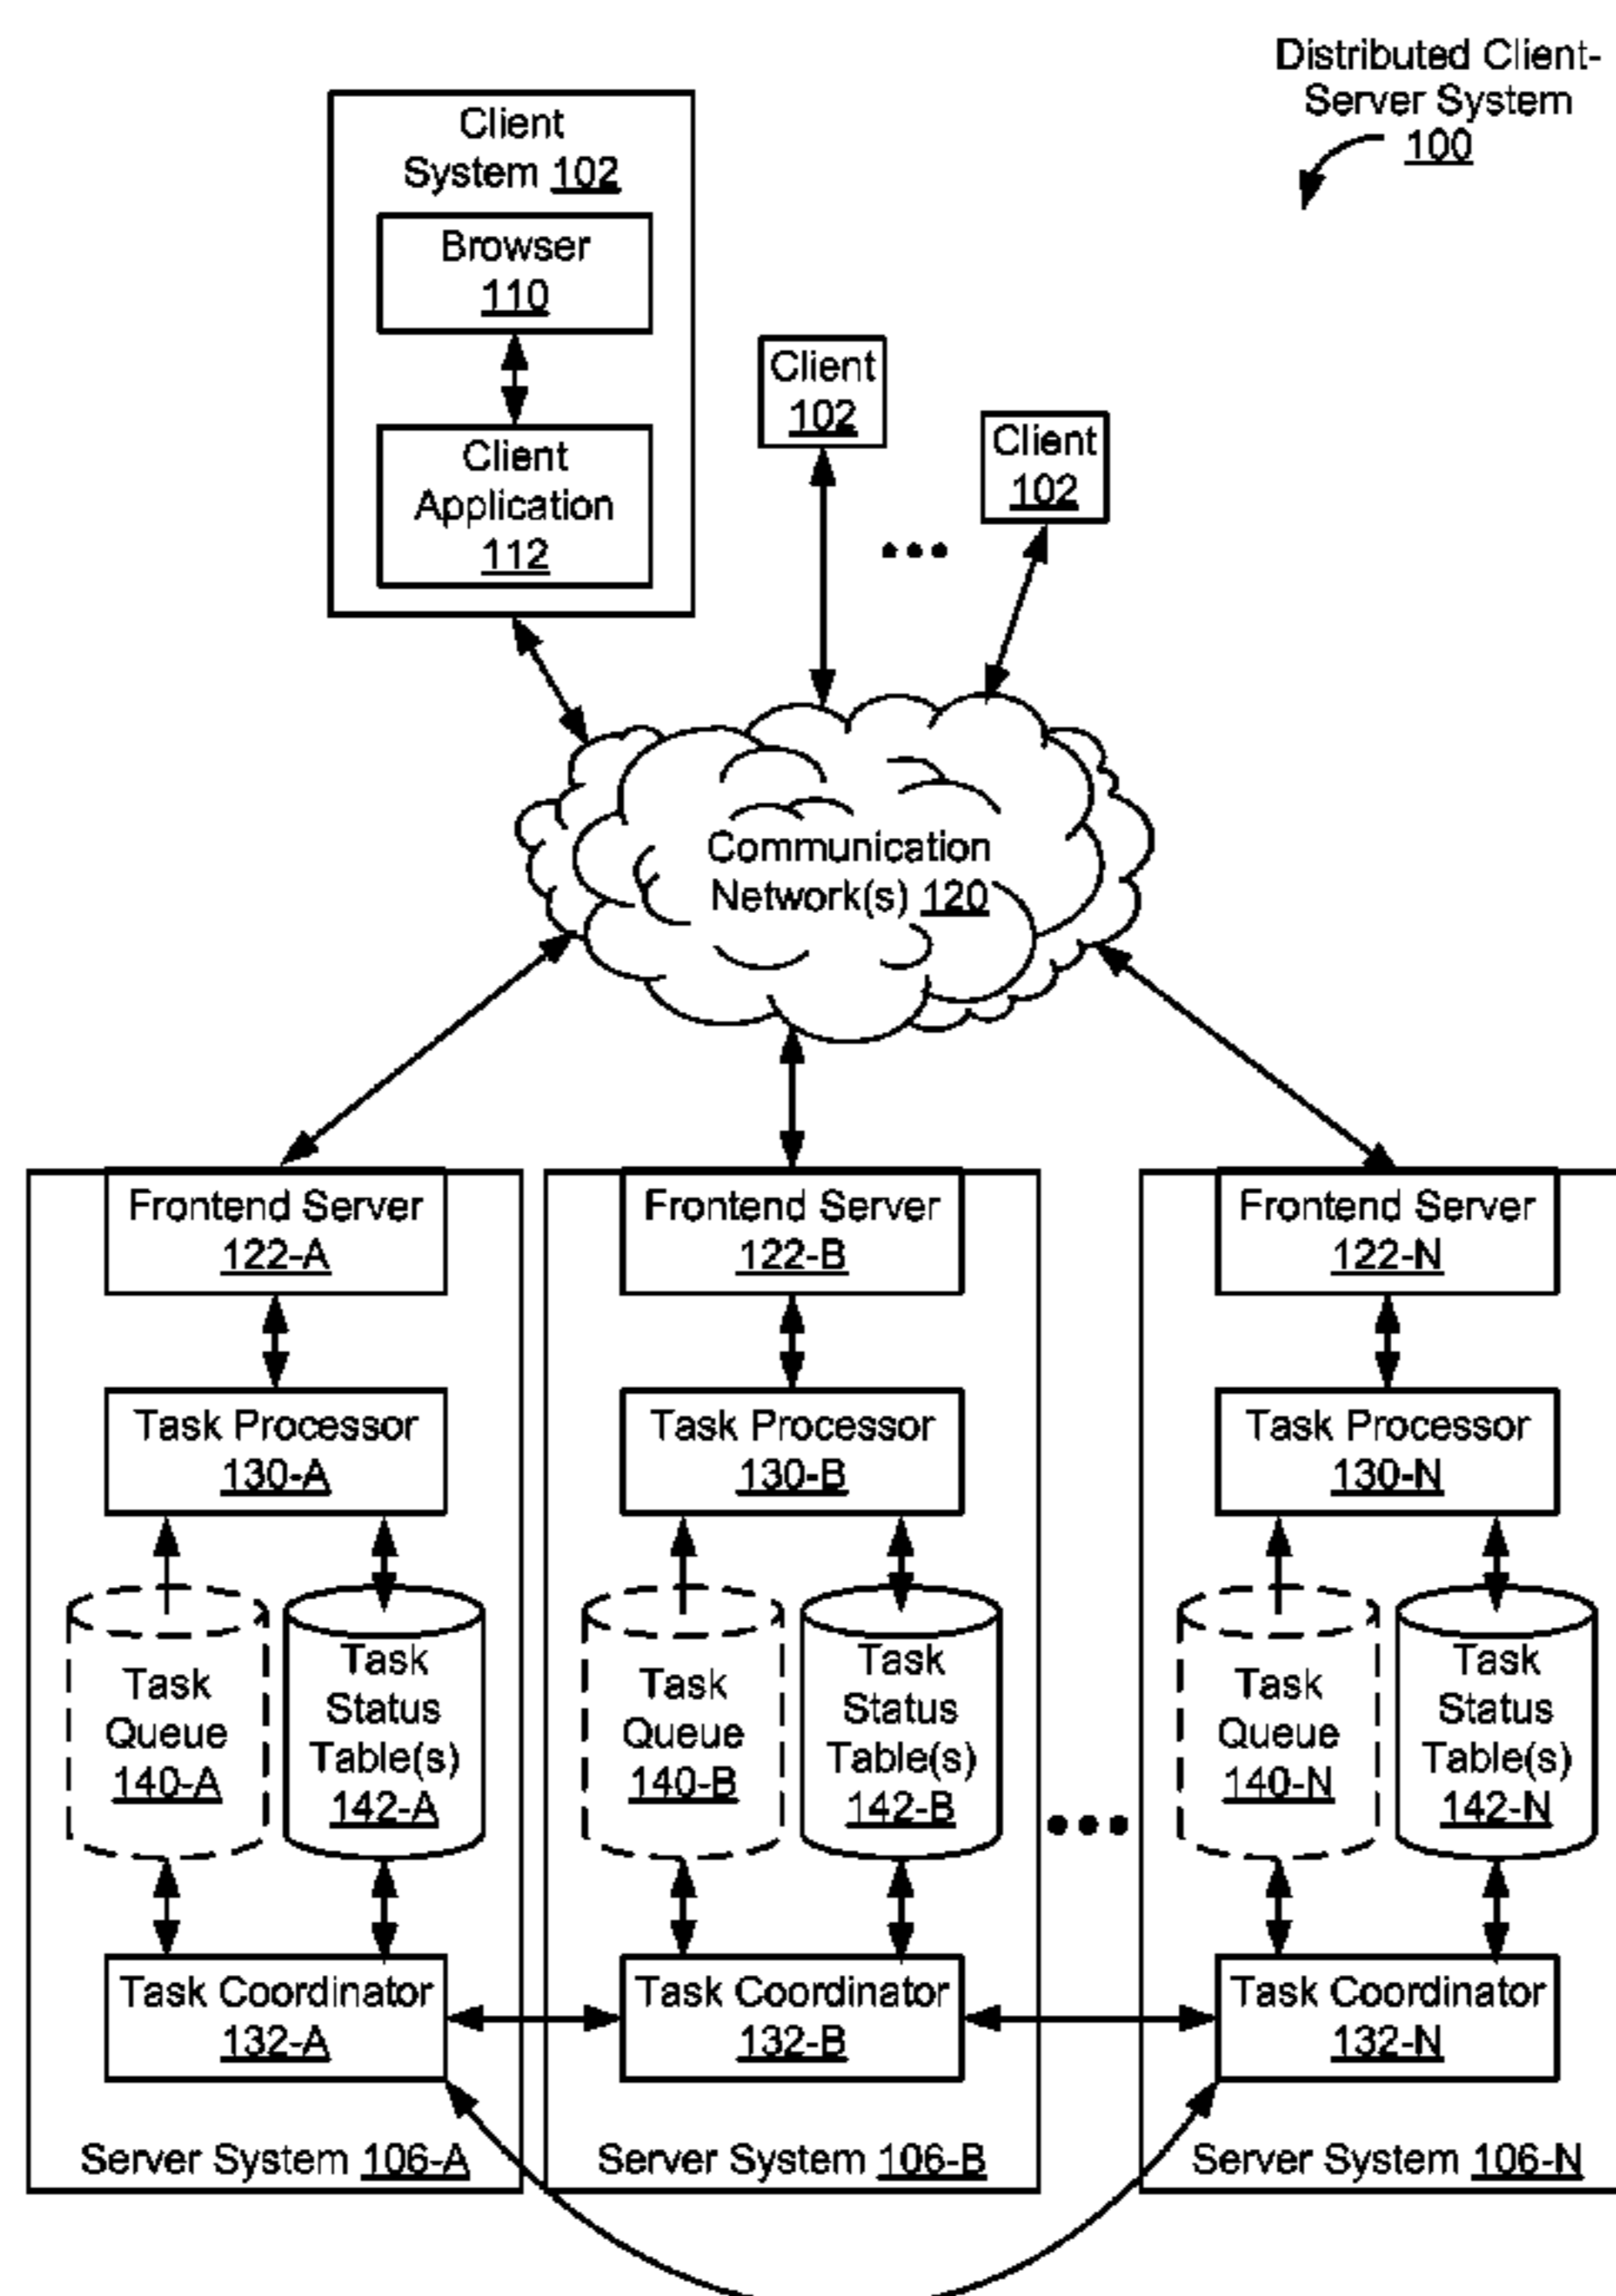 Distributed Client-
Server System
100
Client
System 102
Browser
110
Client
Application
112
Client
102
Client
102
Communication
Network(s) 120
Frontend Server
122-A
Task Processor
130-A
Task
Queue
140-A
Task
Status
Table(s)
142-A
Task Coordinator
132-A
Server System 106-A
Frontend Server
122-B
Task Processor
130-B
Task
Queue
140-B
Task
Status
Table(s)
142-B
Task Coordinator
132-B
Server System 106-B
Frontend Server
122-N
Task Processor
130-N
Task
Queue
140-N
Task
Status
Table(s)
142-N
Task Coordinator
132-N
Server System 106-N